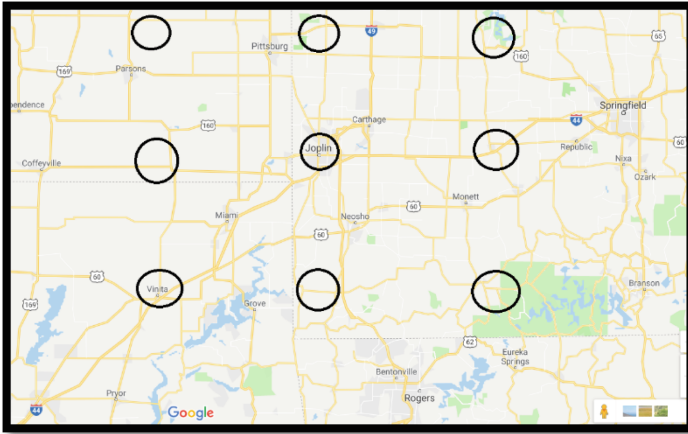 49
65
Pittsburg
160
169
Parsons
endence
Springfield
Carthage
44
160
Joplin
Republic
60
Coffeyville
Nixa
Ozark
Monett
60
Miami
Neosho
60
60
Vinita
Branson
169
Grove
62
Eureka
Springs
Bentonville
Pryor
Rogers
44
Google